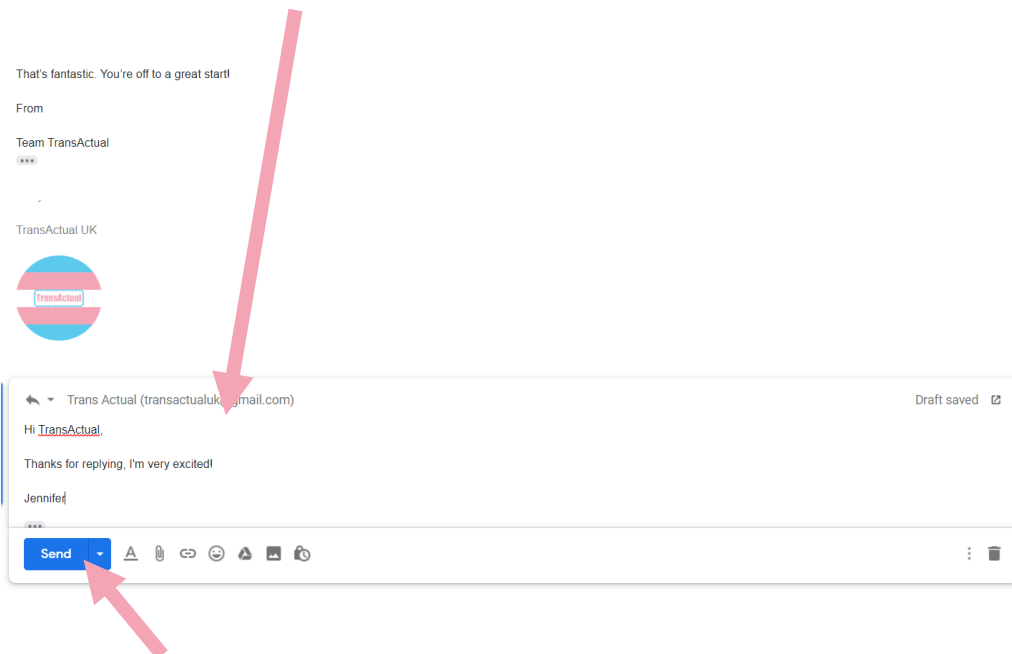 That's fantastic. You're off to a great start!
From
Team TransActual
TransActual UK
TransActual
Trans Actual (transactualuk@gmail.com)
Draft saved
Hi TransActual,
Thanks for replying, I'm very excited!
Jennifer
Send